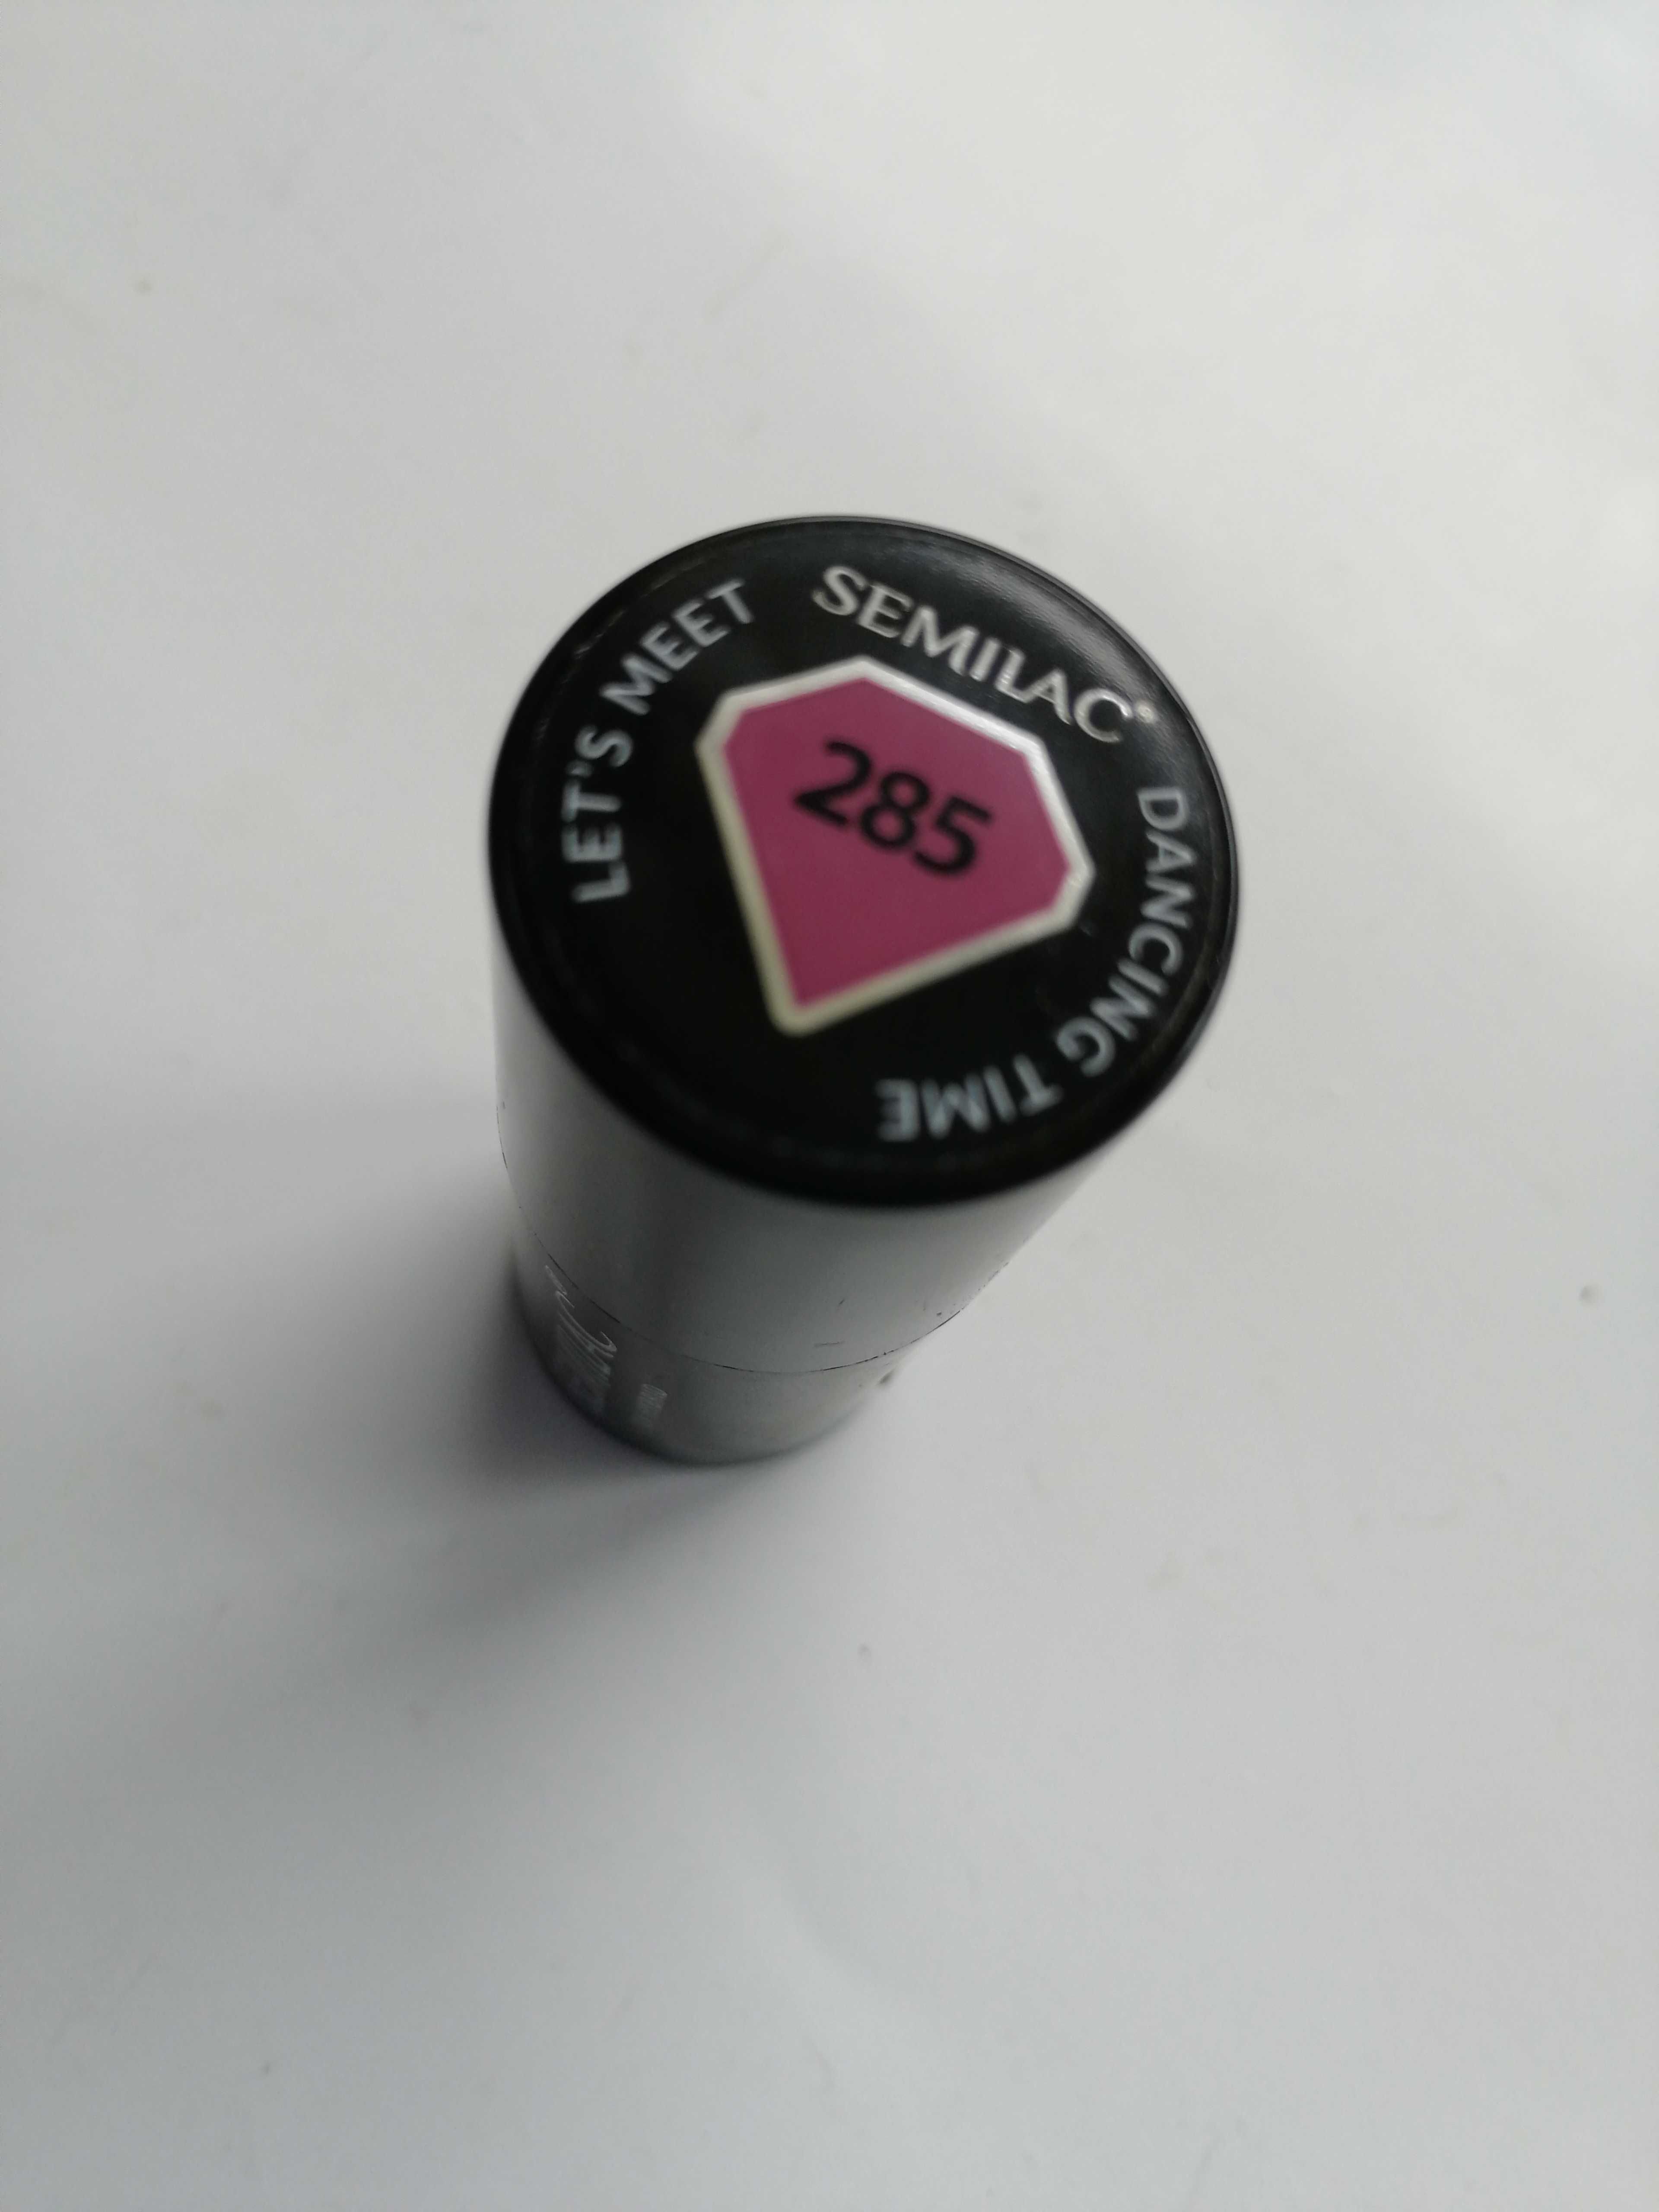 LET'S MEET
SEMILAC®
DANCING TIME
285